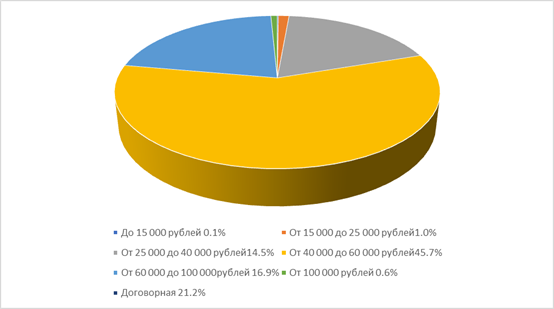 До 15 000 рублей 0.1% От 15 000 до 25 000 рублей1.0%
От 25 000 до 40 000 рублей14.5% От 40 000 до 60 000 рублей45.7%
От 60 000 до 100 000рублей 16.9% От 100 000 рублей 0.6%
Договорная 21.2%